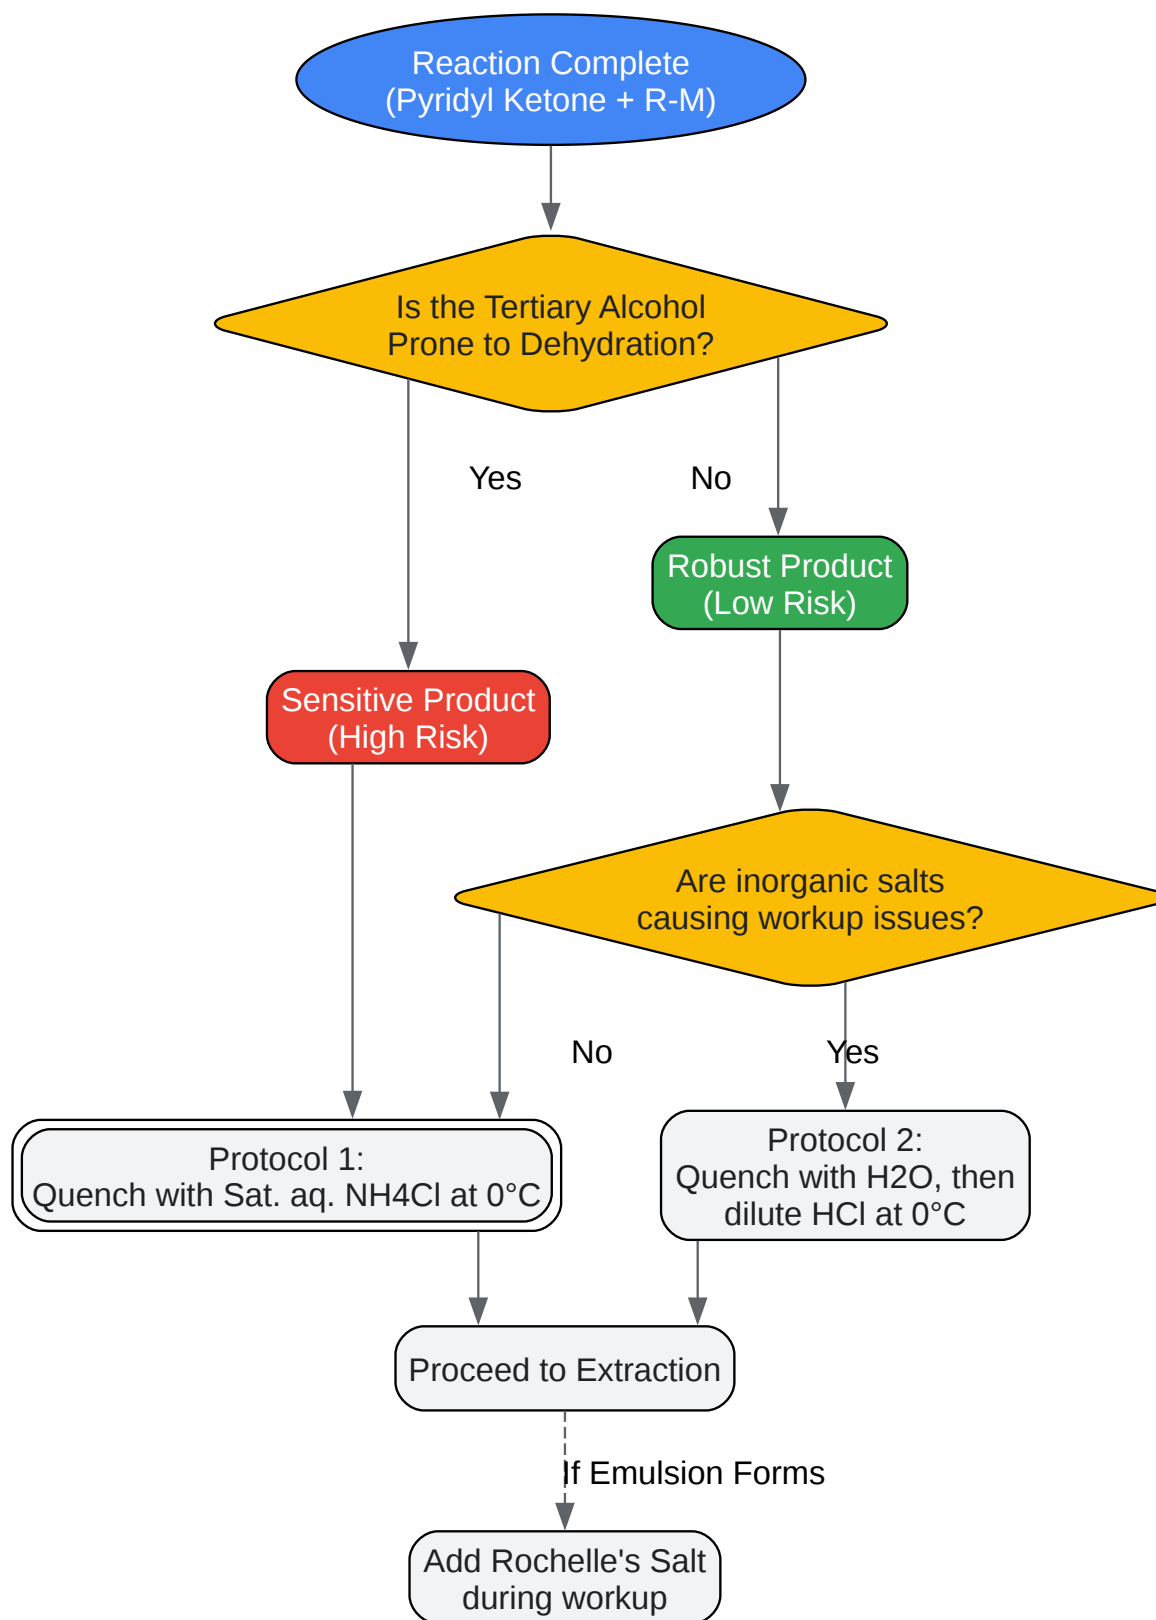 Reaction Complete
(Pyridyl Ketone + R-M)
Is the Tertiary Alcohol
Prone to Dehydration?
Yes
No
Robust Product
(Low Risk)
Sensitive Product
(High Risk)
Are inorganic salts
causing workup issues?
No
Yes
Protocol 1:
Quench with Sat. aq. NH4Cl at 0°C
Protocol 2:
Quench with H2O, then
dilute HCl at 0°C
Proceed to Extraction
If Emulsion Forms
Add Rochelle's Salt
during workup